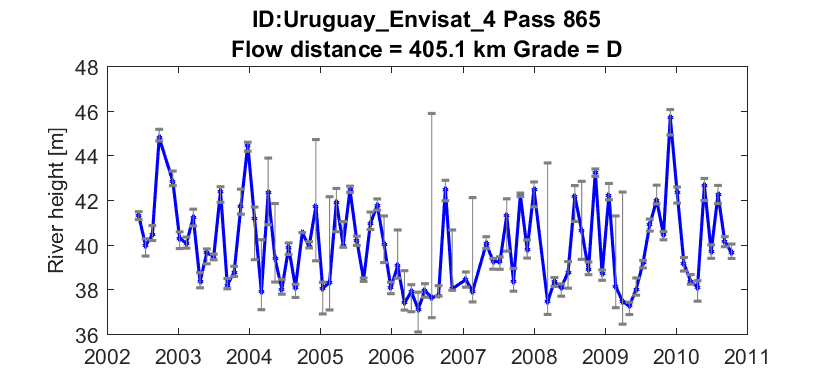 ID:Uruguay_Envisat_4 Pass 865
Flow distance = 405.1 km Grade = D
River height [m]
48
46
44
42
40
38
36
2002 2003 2004 2005 2006 2007 2008 2009 2010 2011